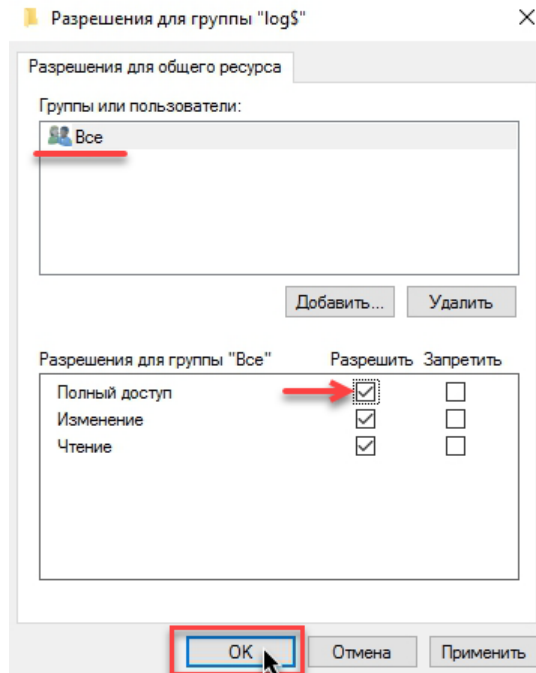 Разрешения для группы "log$"
Разрешения для общего ресурса
Группы или пользователи:
Все
Добавить... Удалить
Разрешения для группы "Все" Разрешить Запретить
Полный доступ
Изменение
Чтение
OK Отмена Применить